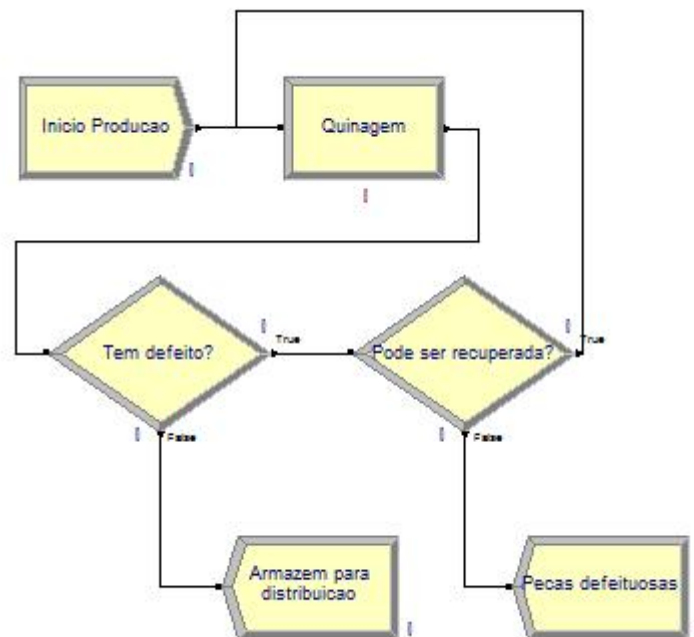 Inicio Producao
Quinagem
Tem defeito?
True
Pode ser recuperada?
True
False
False
Armazem para
distribuicao
Pecas defeituosas